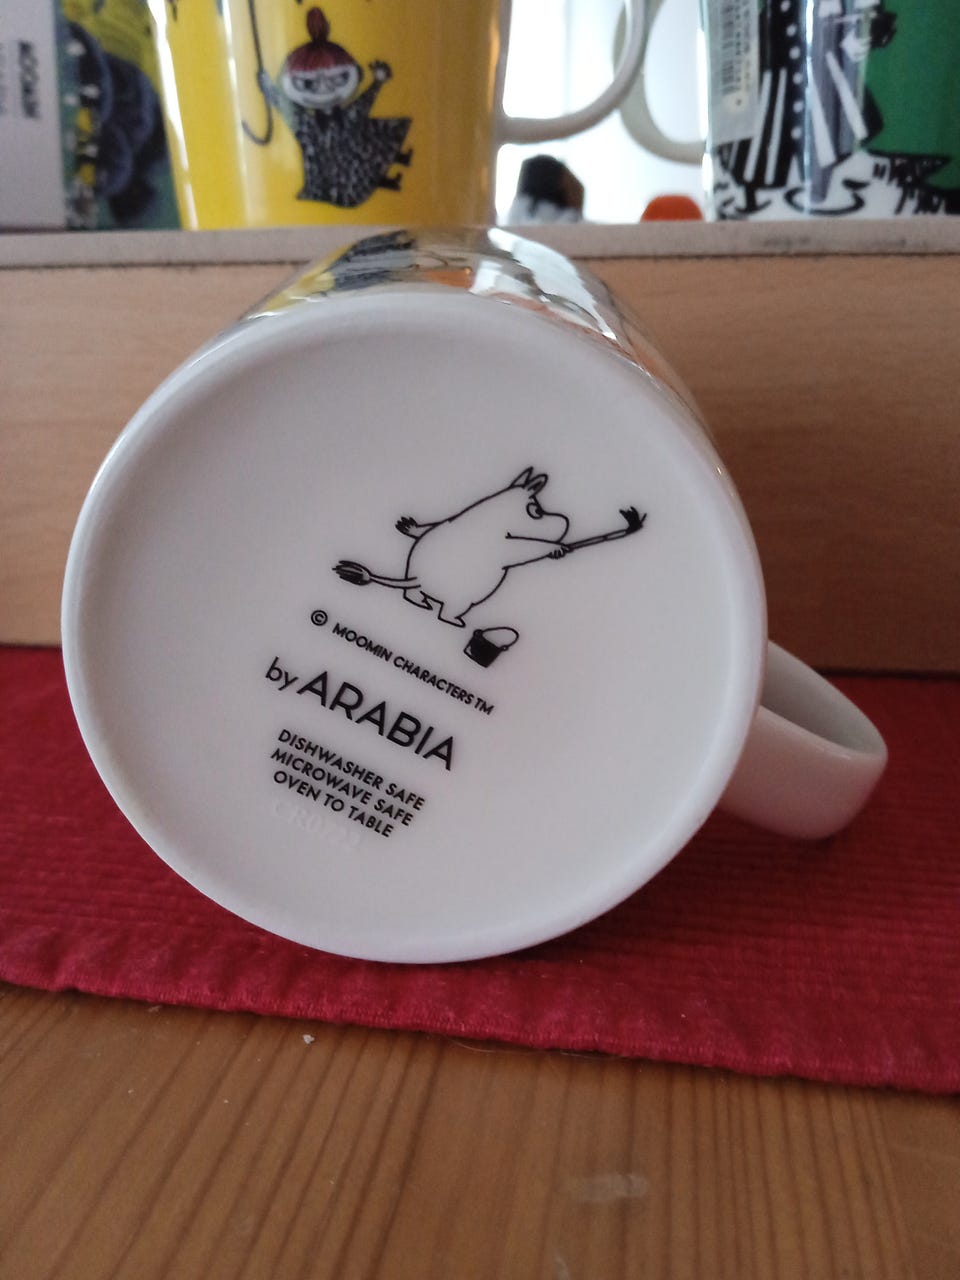 © MOOMIN CHARACTERS™
by ARABIA
DISHWASHER SAFE
MICROWAVE SAFE
OVEN TO TABLE